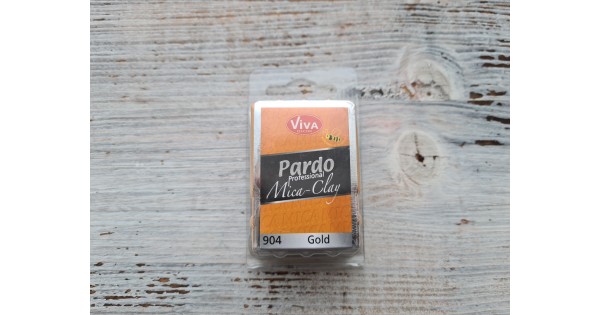 VIVA
Pardo
Professional
Mica-Clay
904 Gold